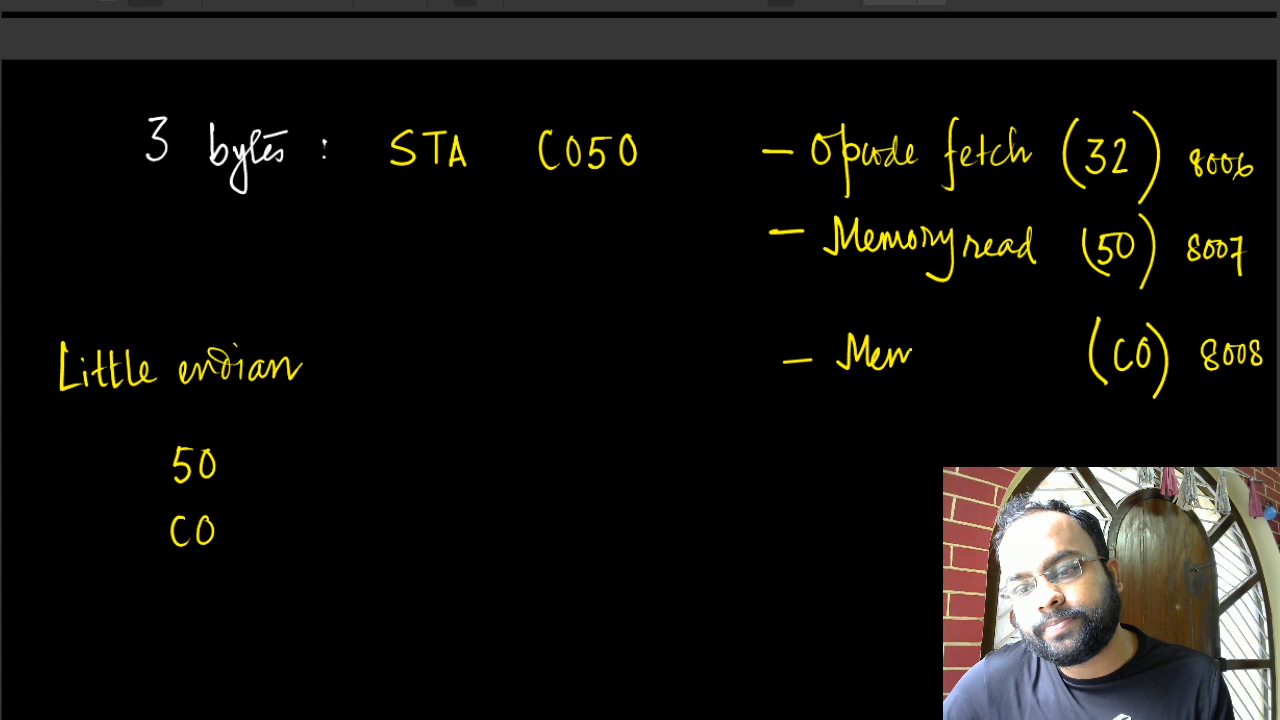 3 bytes : STA C050 - Opcode fetch (32) 8006
- Memory read (50) 8007
Little endian - Mem (C0) 8008
50
C0